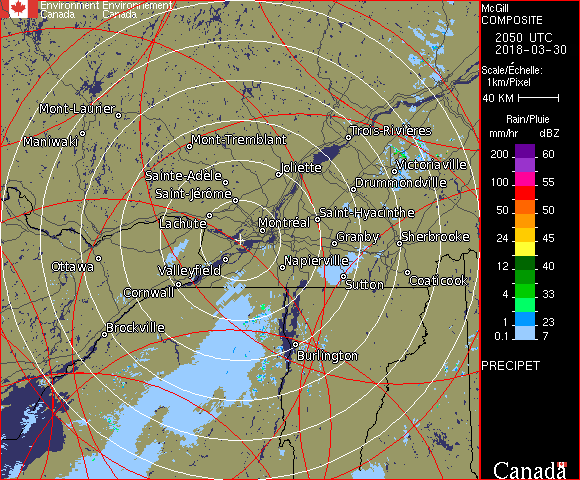 Environment Environnement
Canada Canada
McGill
COMPOSITE
2050 UTC
2018-03-30
Scale/Échelle:
1km/Pixel
40 KM
Rain/Pluie
mm/hr dBZ
200 60
150 57
100 55
50 50
24 45
12 40
4 33
1 23
0.1 7
PRECIPET
Canada
Mont-Laurier
Maniwaki
Mont-Tremblant
Trois-Rivières
Victoriaville
Joliette
Sainte-Adèle
Drummondville
Saint-Jérôme
Lachute
Montréal
Saint-Hyacinthe
Granby
Sherbrooke
Ottawa
Valleyfield
Napierville
Cornwall
Sutton
Coaticook
Brockville
Burlington